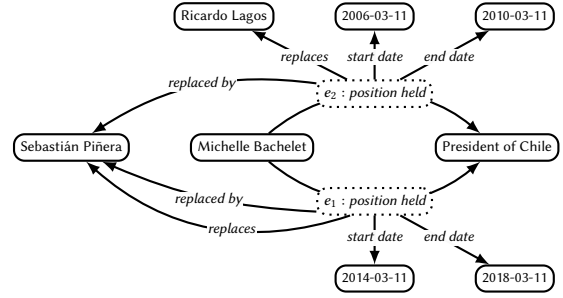 Ricardo Lagos 2006-03-11 2010-03-11
replaces start date end date
replaced by
e2 : position held
Sebastián Piñera Michelle Bachelet President of Chile
replaced by
e1 : position held
replaces start date end date
2014-03-11 2018-03-11